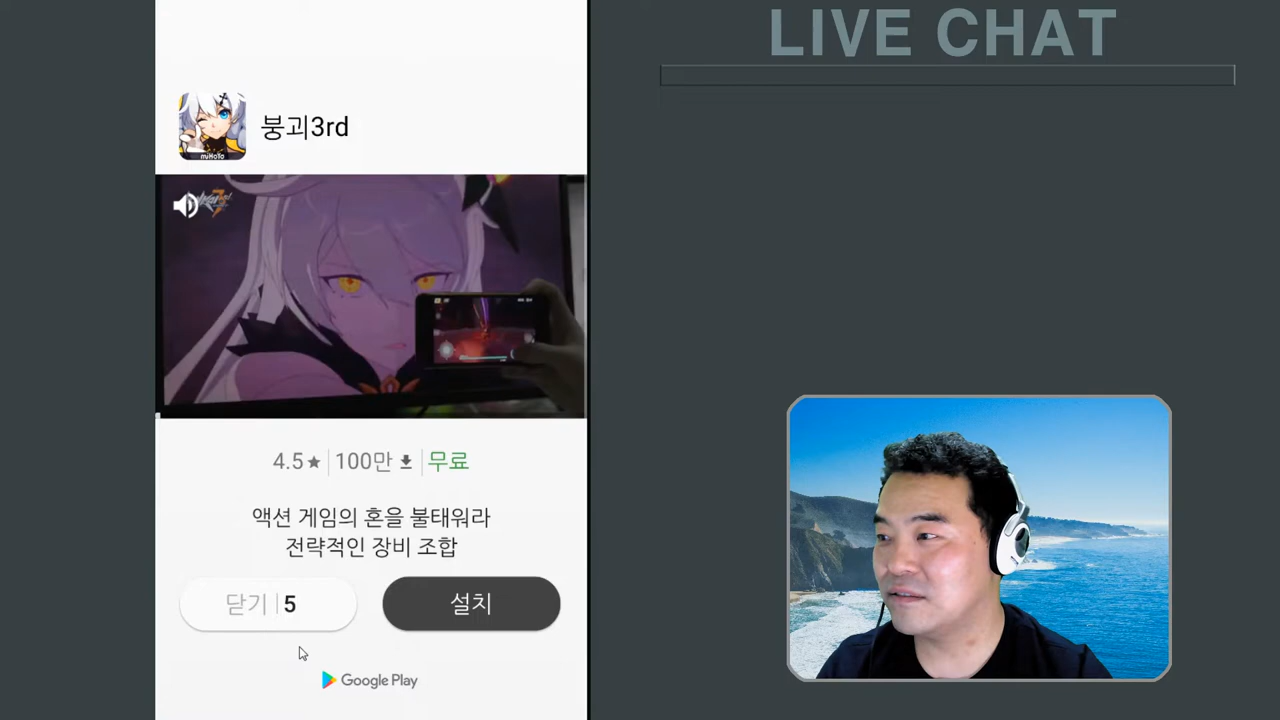 LIVE CHAT
miHoYo
붕괴3rd
4.5★ | 100만 | 무료
액션 게임의 혼을 불태워라
전략적인 장비 조합
닫기 | 5
설치
Google Play